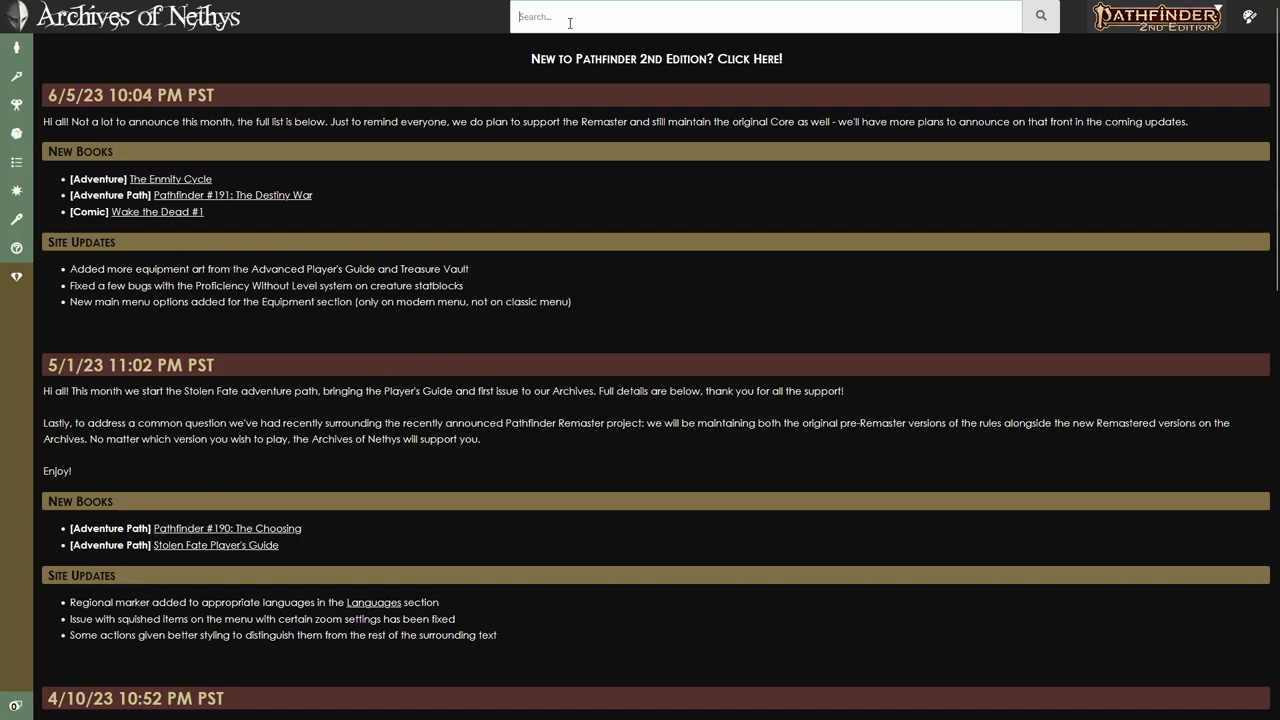 Archives of Nethys
Search...
PATHFINDER
2ND EDITION
New to Pathfinder 2nd Edition? Click Here!
6/5/23 10:04 PM PST
Hi all! Not a lot to announce this month, the full list is below. Just to remind everyone, we do plan to support the Remaster and still maintain the original Core as well - we'll have more plans to announce on that front in the coming updates.
New Books
• [Adventure] The Enmity Cycle
• [Adventure Path] Pathfinder #191: The Destiny War
• [Comic] Wake the Dead #1
Site Updates
• Added more equipment art from the Advanced Player's Guide and Treasure Vault
• Fixed a few bugs with the Proficiency Without Level system on creature statblocks
• New main menu options added for the Equipment section (only on modern menu, not on classic menu)
5/1/23 11:02 PM PST
Hi all! This month we start the Stolen Fate adventure path, bringing the Player's Guide and first issue to our Archives. Full details are below, thank you for all the support!
Lastly, to address a common question we've had recently surrounding the recently announced Pathfinder Remaster project: we will be maintaining both the original pre-Remaster versions of the rules alongside the new Remastered versions on the
Archives. No matter which version you wish to play, the Archives of Nethys will support you.
Enjoy!
New Books
• [Adventure Path] Pathfinder #190: The Choosing
• [Adventure Path] Stolen Fate Player's Guide
Site Updates
• Regional marker added to appropriate languages in the Languages section
• Issue with squished items on the menu with certain zoom settings has been fixed
• Some actions given better styling to distinguish them from the rest of the surrounding text
4/10/23 10:52 PM PST